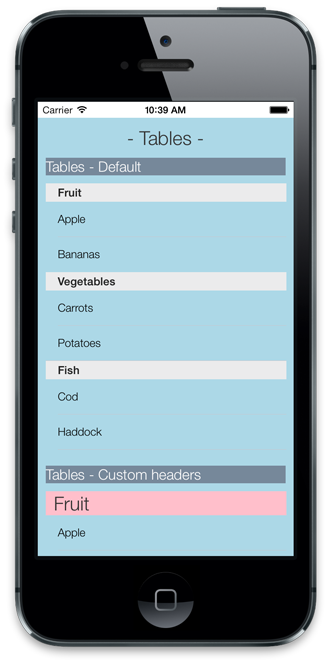 Carrier 10:39 AM
- Tables -
Tables - Default
Fruit
Apple
Bananas
Vegetables
Carrots
Potatoes
Fish
Cod
Haddock
Tables - Custom headers
Fruit
Apple